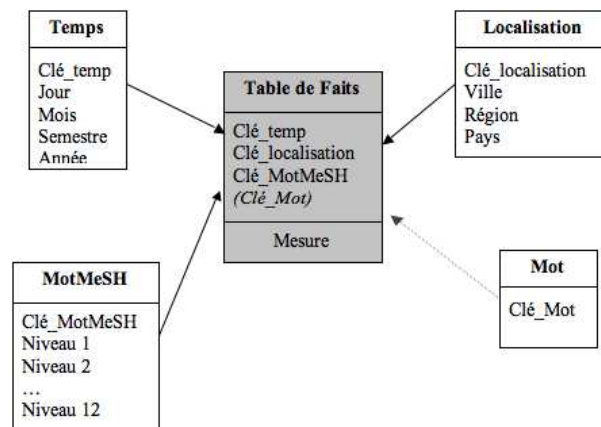 Temps
Clé_temp
Jour
Mois
Semestre
Année
Table de Faits
Clé_temp
Clé_localisation
Clé_MotMeSH
(Clé_Mot)
Mesure
Localisation
Clé_localisation
Ville
Région
Pays
MotMeSH
Clé_MotMeSH
Niveau 1
Niveau 2
…
Niveau 12
Mot
Clé_Mot